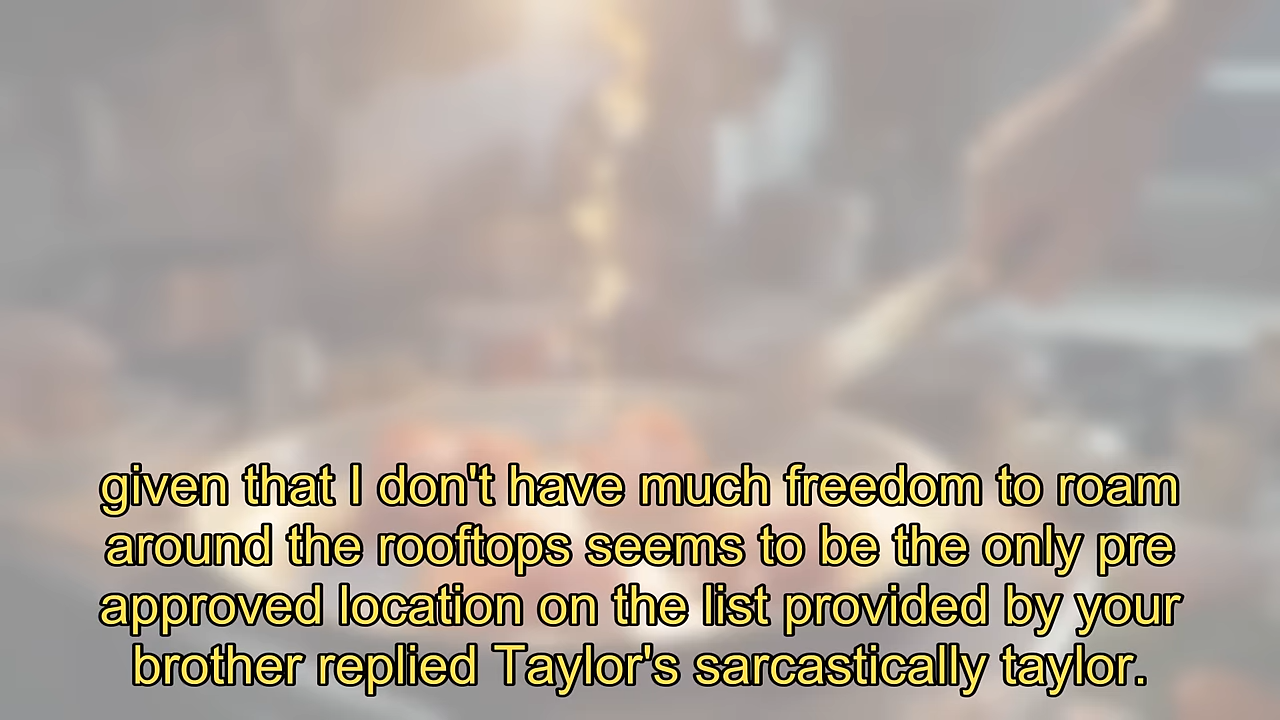 given that I don't have much freedom to roam
around the rooftops seems to be the only pre
approved location on the list provided by your
brother replied Taylor's sarcastically taylor.